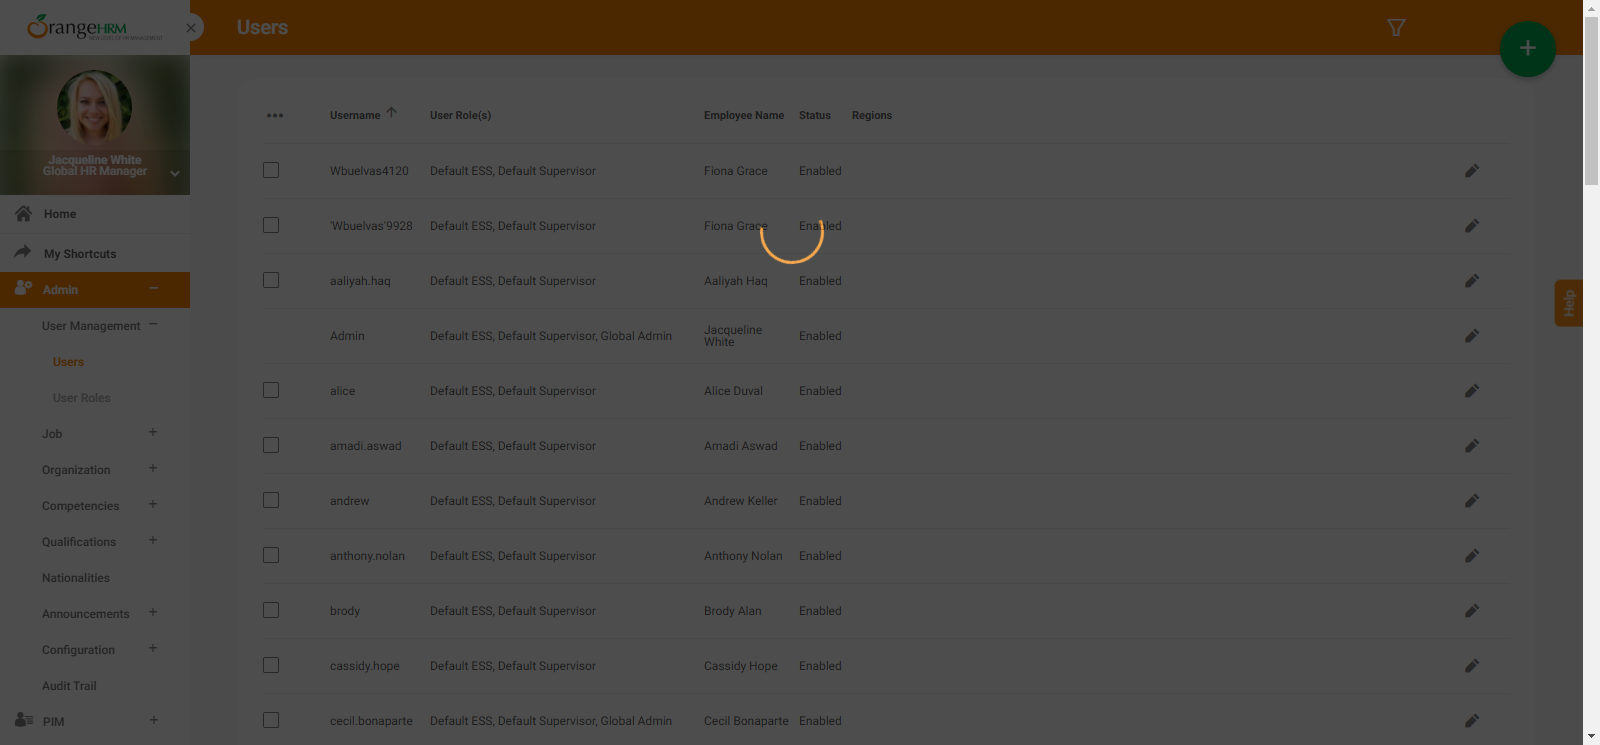 OrangeHRM
Users
Jacqueline White
Global HR Manager
Home
My Shortcuts
Admin
User Management
Users
User Roles
Job
Organization
Competencies
Qualifications
Nationalities
Announcements
Configuration
Audit Trail
PIM
Username User Role(s) Employee Name Status Regions
Wbuelvas4120 Default ESS, Default Supervisor Fiona Grace Enabled
'Wbuelvas'9928 Default ESS, Default Supervisor Fiona Grace Enabled
aaliyah.haq Default ESS, Default Supervisor Aaliyah Haq Enabled
Admin Default ESS, Default Supervisor, Global Admin Jacqueline White Enabled
alice Default ESS, Default Supervisor Alice Duval Enabled
amadi.aswad Default ESS, Default Supervisor Amadi Aswad Enabled
andrew Default ESS, Default Supervisor Andrew Keller Enabled
anthony.nolan Default ESS, Default Supervisor Anthony Nolan Enabled
brody Default ESS, Default Supervisor Brody Alan Enabled
cassidy.hope Default ESS, Default Supervisor Cassidy Hope Enabled
cecil.bonaparte Default ESS, Default Supervisor, Global Admin Cecil Bonaparte Enabled
Help